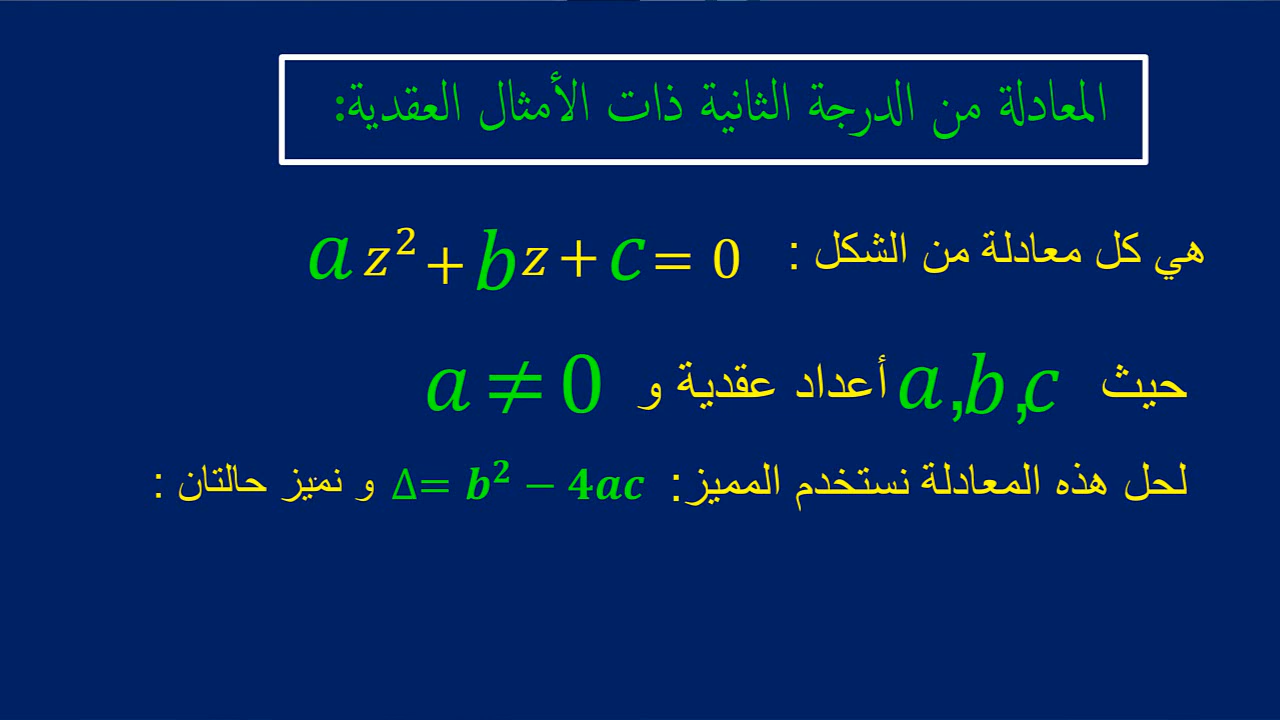 المعادلة من الدرجة الثانية ذات الأمثال العقدية:
هي كل معادلة من الشكل : a z² + bz + c = 0
حيث a,b,c أعداد عقدية و a ≠ 0
لحل هذه المعادلة نستخدم المميز: Δ= b² − 4ac و نميز حالتان :